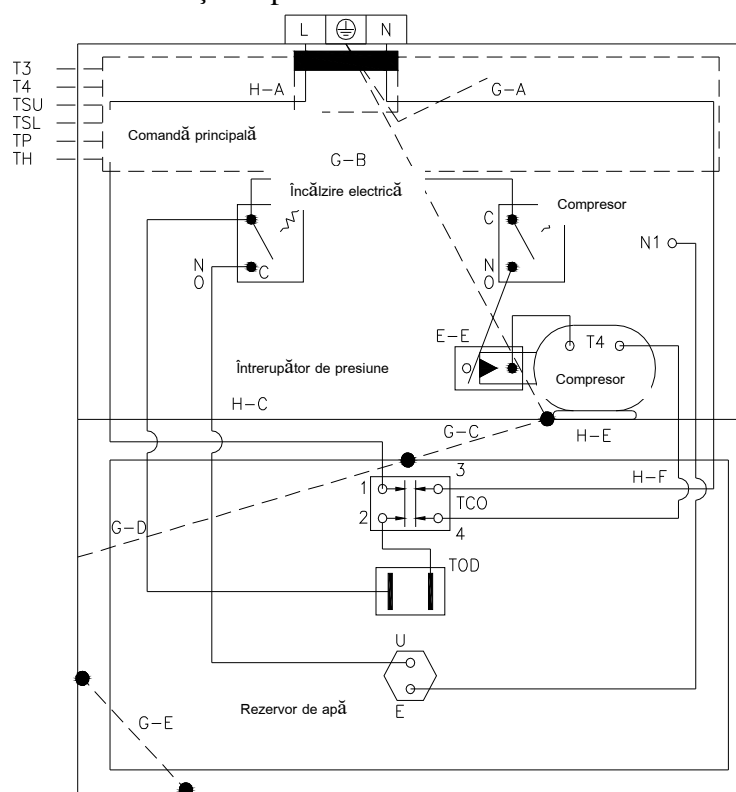 L N
T3
T4
TSU
TSL
TP
TH
H-A
G-A
Comandă principală
G-B
Încălzire electrică
Compresor
C
N
O
C
N
O
N1
E-E
T4
Compresor
Întrerupător de presiune
H-C
G-C
H-E
3
H-F
1
TCO
2
4
G-D
TOD
U
E
Rezervor de apă
G-E